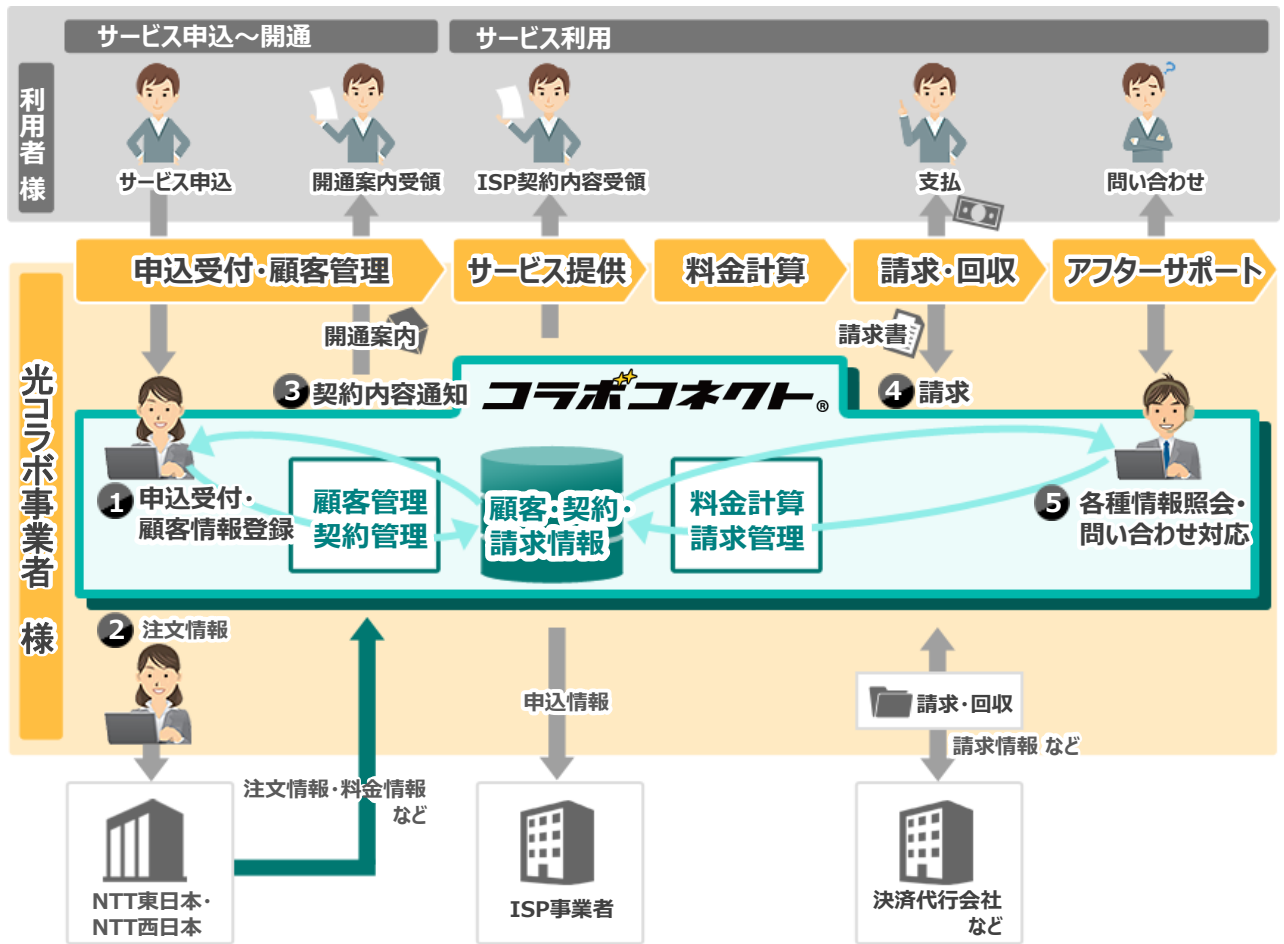 サービス申込～開通
サービス利用
利用者 様
サービス申込
開通案内受領
ISP契約内容受領
支払
問い合わせ
申込受付・顧客管理
サービス提供
料金計算
請求・回収
アフターサポート
光コラボ事業者 様
開通案内
請求書
❸契約内容通知
コラボコネクト®
❹請求
❶申込受付・
顧客情報登録
顧客管理
契約管理
顧客・契約・
請求情報
料金計算
請求管理
❺各種情報照会・
問い合わせ対応
❷注文情報
申込情報
請求・回収
請求情報 など
注文情報・料金情報
など
NTT東日本・
NTT西日本
ISP事業者
決済代行会社
など